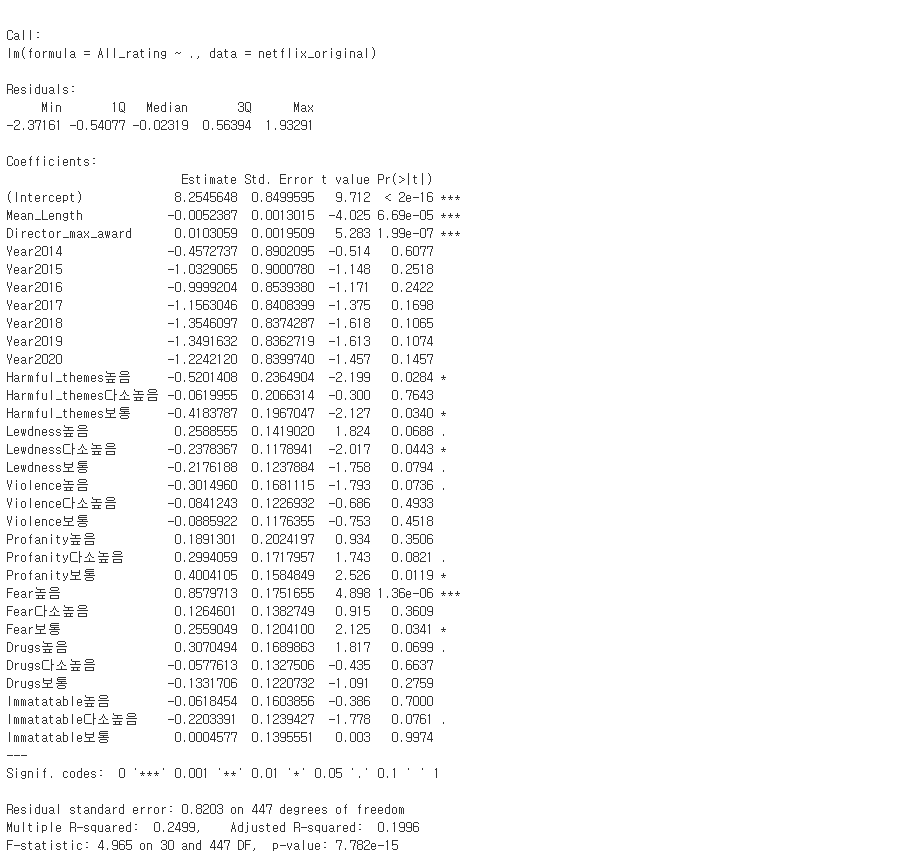 Call:
lm(formula = All_rating ~ ., data = netflix_original)
Residuals:
Min 1Q Median 3Q Max
-2.37161 -0.54077 -0.02319 0.56394 1.93291
Coefficients:
Estimate Std. Error t value Pr(>|t|)
(Intercept) 8.2545648 0.8499595 9.712 < 2e-16 ***
Mean_Length -0.0052387 0.0013015 -4.025 6.69e-05 ***
Director_max_award 0.0103059 0.0019509 5.283 1.99e-07 ***
Year2014 -0.4572737 0.8902095 -0.514 0.6077
Year2015 -1.0329065 0.9000780 -1.148 0.2518
Year2016 -0.9999204 0.8539380 -1.171 0.2422
Year2017 -1.1563046 0.8408399 -1.375 0.1698
Year2018 -1.3546097 0.8374287 -1.618 0.1065
Year2019 -1.3491632 0.8362719 -1.613 0.1074
Year2020 -1.2242120 0.8399740 -1.457 0.1457
Harmful_themes높음 -0.5201408 0.2364904 -2.199 0.0284 *
Harmful_themes다소높음 -0.0619955 0.2066314 -0.300 0.7643
Harmful_themes보통 -0.4183787 0.1967047 -2.127 0.0340 *
Lewdness높음 0.2588555 0.1419020 1.824 0.0688 .
Lewdness다소높음 -0.2378367 0.1178941 -2.017 0.0443 *
Lewdness보통 -0.2176188 0.1237884 -1.758 0.0794 .
Violence높음 -0.3014960 0.1681115 -1.793 0.0736 .
Violence다소높음 -0.0841243 0.1226932 -0.686 0.4933
Violence보통 -0.0885922 0.1176355 -0.753 0.4518
Profanity높음 0.1891301 0.2024197 0.934 0.3506
Profanity다소높음 0.2994059 0.1717957 1.743 0.0821 .
Profanity보통 0.4004105 0.1584849 2.526 0.0119 *
Fear높음 0.8579713 0.1751655 4.898 1.36e-06 ***
Fear다소높음 0.1264601 0.1382749 0.915 0.3609
Fear보통 0.2559049 0.1204100 2.125 0.0341 *
Drugs높음 0.3070494 0.1689863 1.817 0.0699 .
Drugs다소높음 -0.0577613 0.1327506 -0.435 0.6637
Drugs보통 -0.1331706 0.1220732 -1.091 0.2759
Immatatable높음 -0.0618454 0.1603856 -0.386 0.7000
Immatatable다소높음 -0.2203391 0.1239427 -1.778 0.0761 .
Immatatable보통 0.0004577 0.1395551 0.003 0.9974
---
Signif. codes: 0 '***' 0.001 '**' 0.01 '*' 0.05 '.' 0.1 ' ' 1
Residual standard error: 0.8203 on 447 degrees of freedom
Multiple R-squared: 0.2499, Adjusted R-squared: 0.1996
F-statistic: 4.965 on 30 and 447 DF, p-value: 7.782e-15